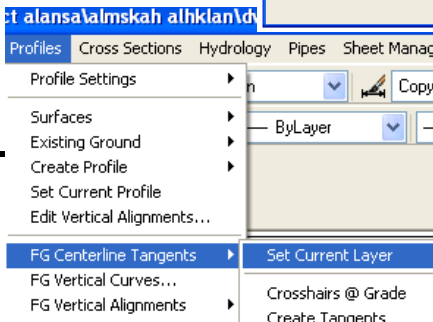 ct alansa\almskah alhklan\d
Profiles Cross Sections Hydrology Pipes Sheet Manag
Profile Settings
Copy
Surfaces
ByLayer
Existing Ground
Create Profile
Set Current Profile
Edit Vertical Alignments...
FG Centerline Tangents
Set Current Layer
FG Vertical Curves...
Crosshairs @ Grade
FG Vertical Alignments
Create Tangents